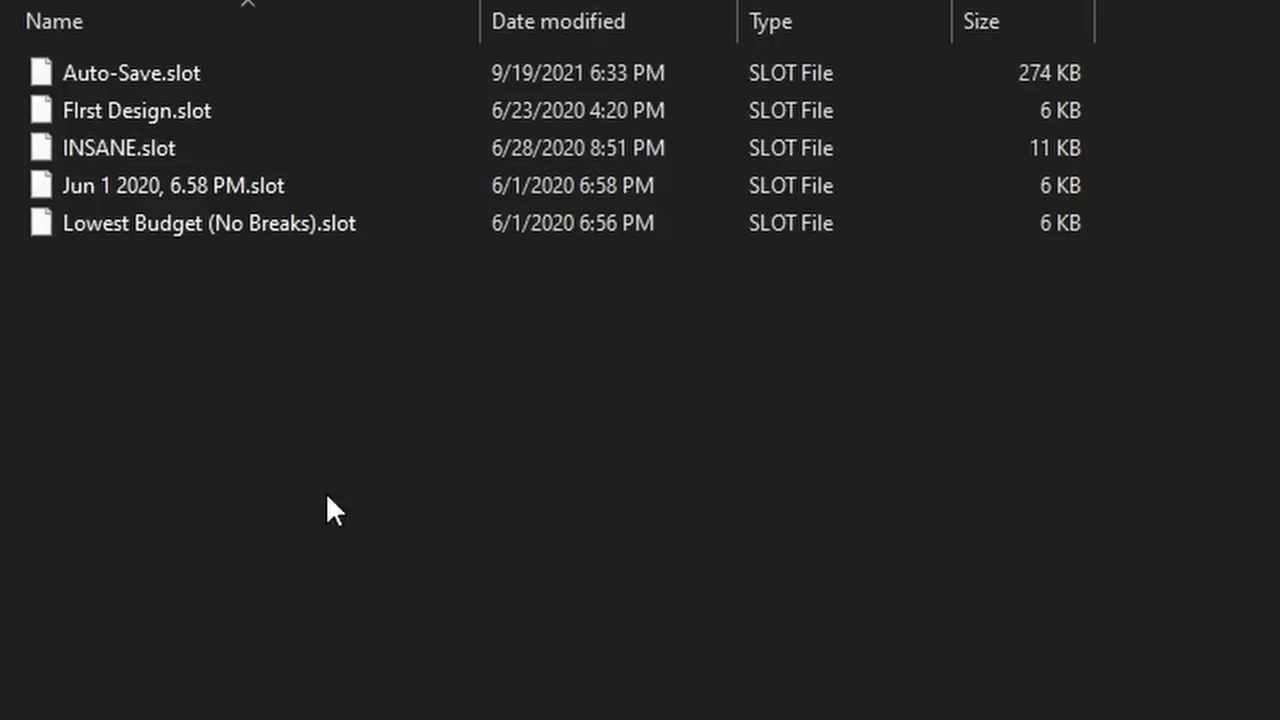 Name Date modified Type Size
Auto-Save.slot 9/19/2021 6:33 PM SLOT File 274 KB
FIrst Design.slot 6/23/2020 4:20 PM SLOT File 6 KB
INSANE.slot 6/28/2020 8:51 PM SLOT File 11 KB
Jun 1 2020, 6.58 PM.slot 6/1/2020 6:58 PM SLOT File 6 KB
Lowest Budget (No Breaks).slot 6/1/2020 6:56 PM SLOT File 6 KB